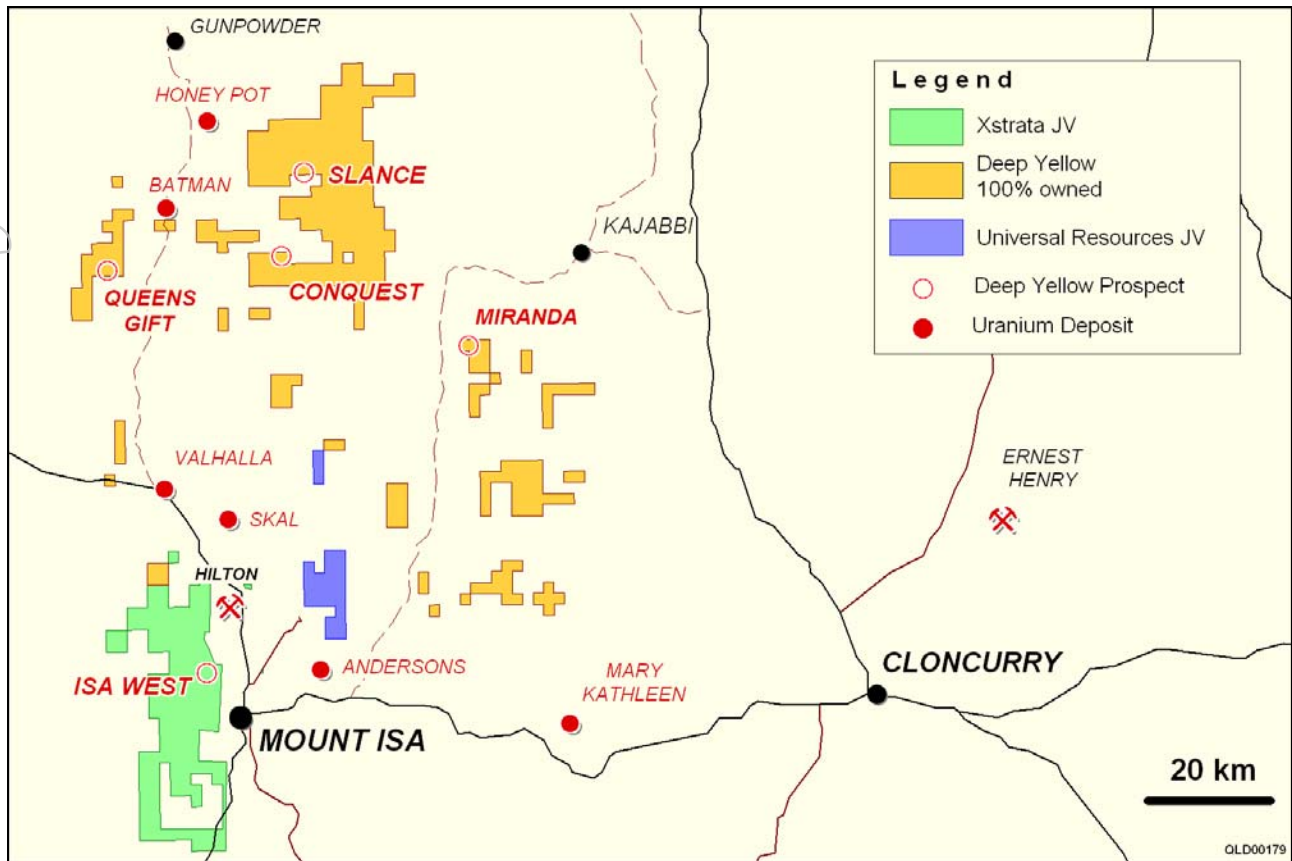 GUNPOWDER
HONEY POT
SLANCE
BATMAN
KAJABBI
CONQUEST
QUEENS
GIFT
MIRANDA
VALHALLA
SKAL
HILTON
ISA WEST
ANDERSONS
MARY
KATHLEEN
MOUNT ISA
CLONCURRY
ERNEST
HENRY
Legend
Xstrata JV
Deep Yellow
100% owned
Universal Resources JV
Deep Yellow Prospect
Uranium Deposit
20 km
QLD00179